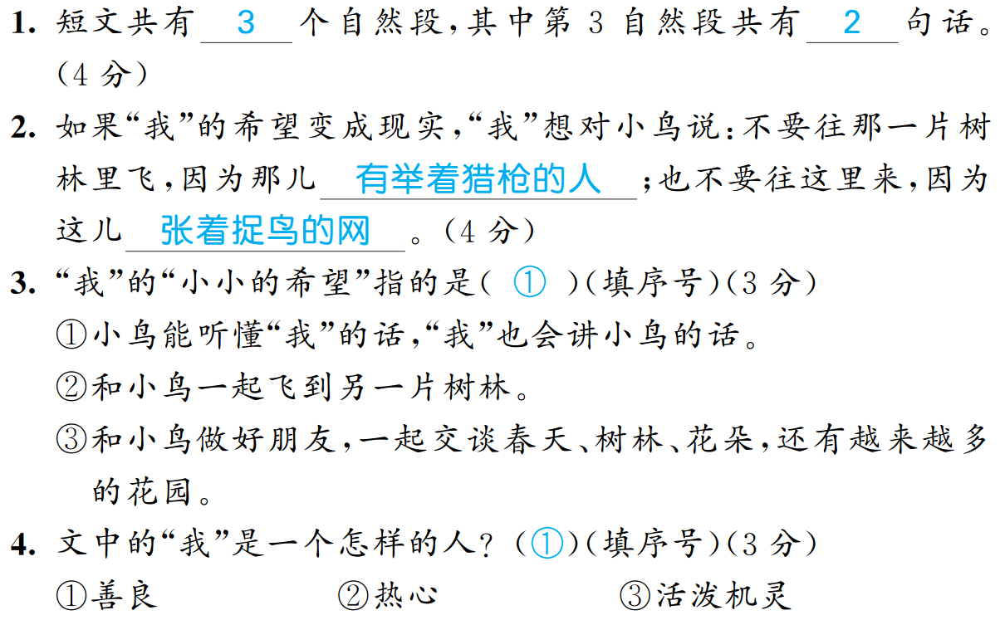 1. 短文共有 3 个自然段,其中第 3 自然段共有 2 句话。
(4 分)
2. 如果“我”的希望变成现实,“我”想对小鸟说:不要往那一片树
林里飞,因为那儿 有举着猎枪的人 ;也不要往这里来,因为
这儿 张着捉鸟的网 。(4 分)
3. “我”的“小小的希望”指的是( ① )(填序号)(3 分)
①小鸟能听懂“我”的话,“我”也会讲小鸟的话。
②和小鸟一起飞到另一片树林。
③和小鸟做好朋友,一起交谈春天、树林、花朵,还有越来越多
的花园。
4. 文中的“我”是一个怎样的人?(①)(填序号)(3 分)
①善良 ②热心 ③活泼机灵